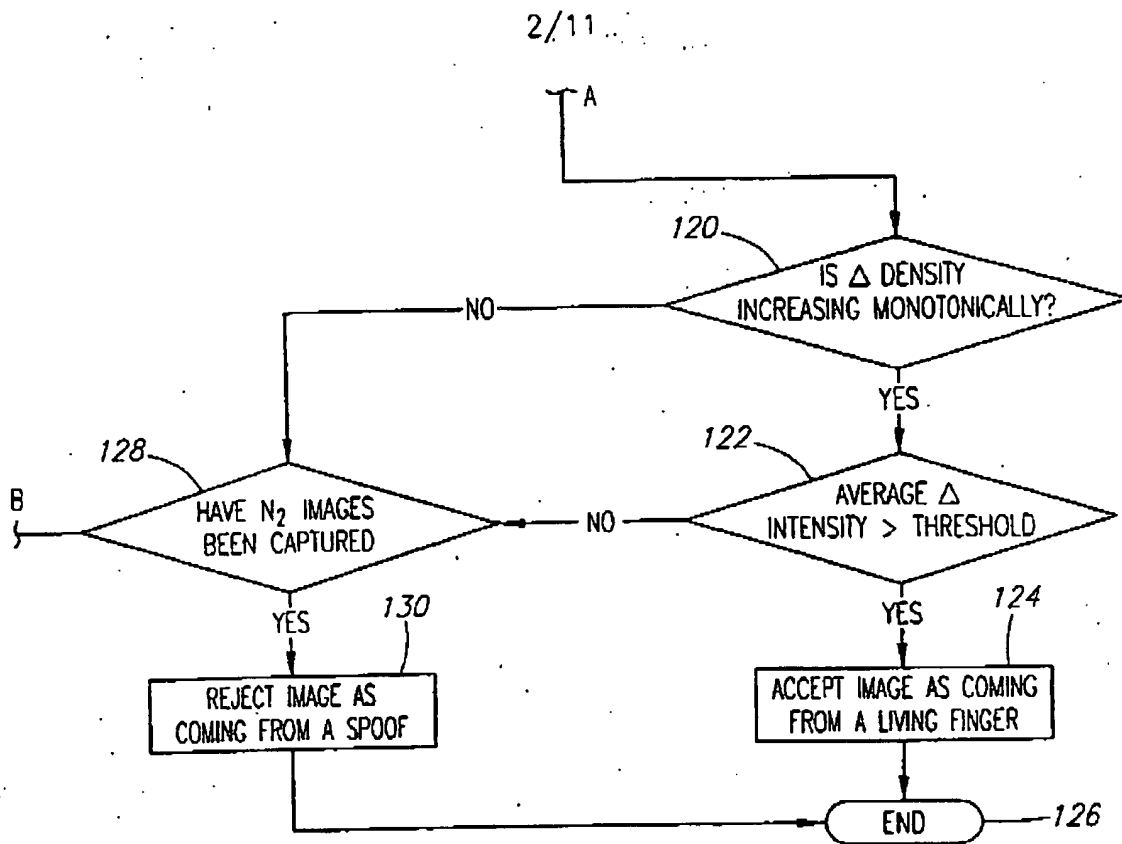 2/11
A
120
IS Δ DENSITY
INCREASING MONOTONICALLY?
NO
YES
128
122
B
HAVE N₂ IMAGES
BEEN CAPTURED
NO
AVERAGE Δ
INTENSITY > THRESHOLD
YES
130
YES
124
REJECT IMAGE AS
COMING FROM A SPOOF
ACCEPT IMAGE AS COMING
FROM A LIVING FINGER
END
126